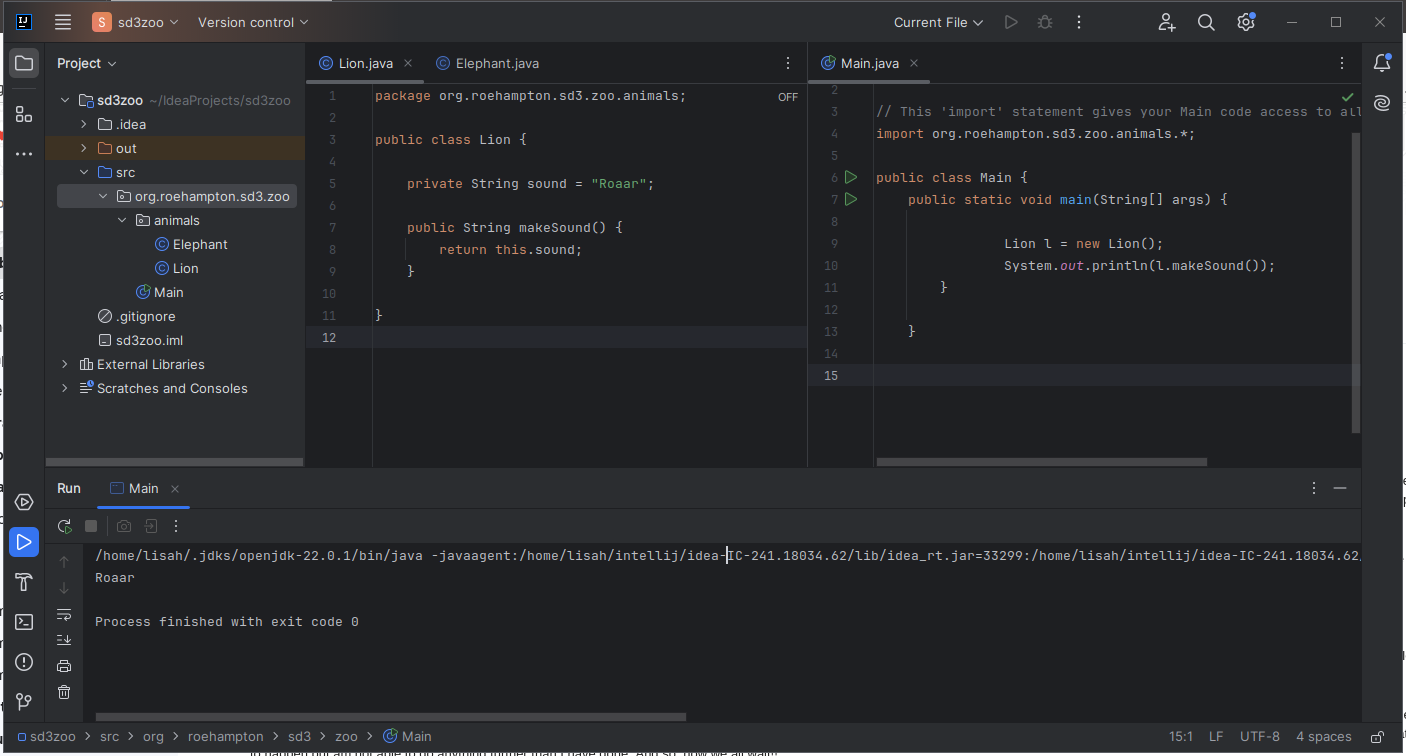 S sd3zoo Version control Current File
Project
sd3zoo ~/IdeaProjects/sd3zoo
.idea
out
src
org.roehampton.sd3.zoo
animals
Elephant
Lion
Main
.gitignore
sd3zoo.iml
External Libraries
Scratches and Consoles
Lion.java Elephant.java
OFF
1 package org.roehampton.sd3.zoo.animals;
2
3 public class Lion {
4
5 private String sound = "Roaar";
6
7 public String makeSound() {
8 return this.sound;
9 }
10
11 }
12
Main.java
2
3 // This 'import' statement gives your Main code access to all
4 import org.roehampton.sd3.zoo.animals.*;
5
6 public class Main {
7 public static void main(String[] args) {
8
9 Lion l = new Lion();
10 System.out.println(l.makeSound());
11 }
12
13 }
14
15
Run Main
/home/lisah/.jdks/openjdk-22.0.1/bin/java -javaagent:/home/lisah/intellij/idea-IC-241.18034.62/lib/idea_rt.jar=33299:/home/lisah/intellij/idea-IC-241.18034.62/
Roaar
Process finished with exit code 0
sd3zoo > src > org > roehampton > sd3 > zoo > Main 15:1 LF UTF-8 4 spaces